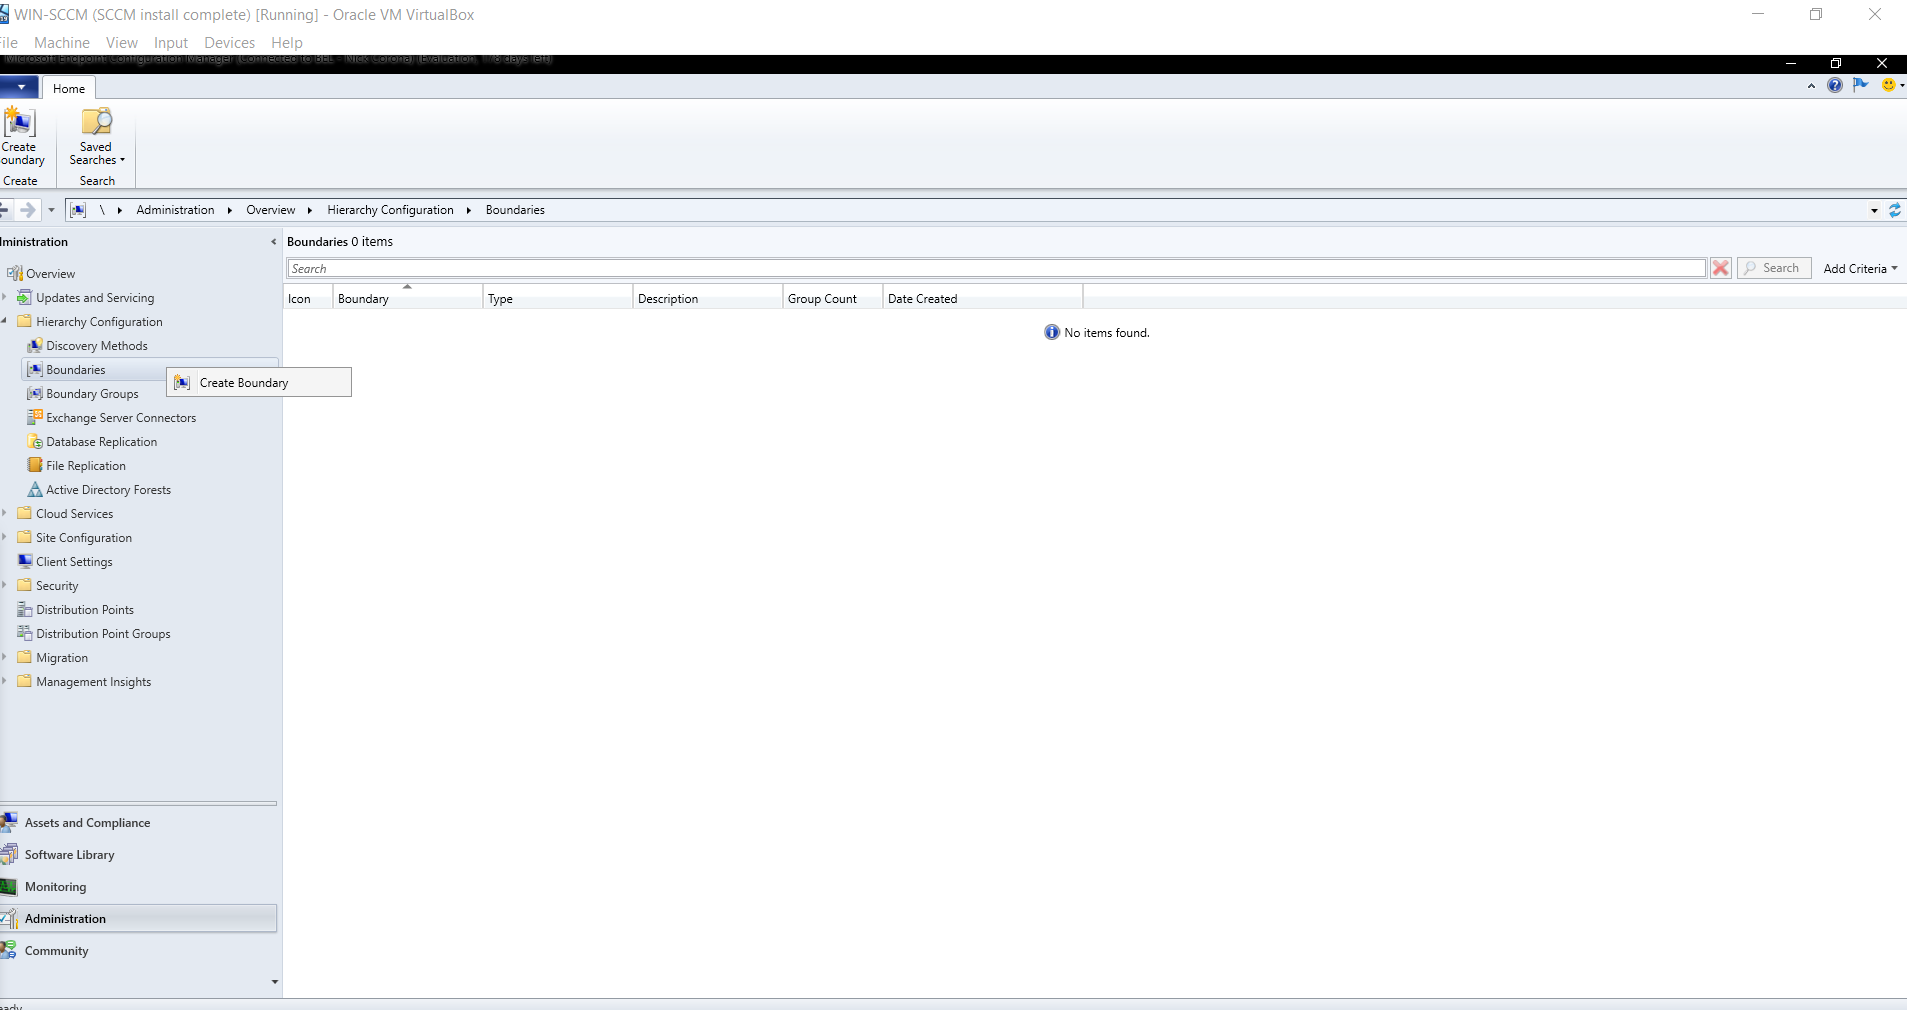 WIN-SCCM (SCCM install complete) [Running] - Oracle VM VirtualBox
File Machine View Input Devices Help
Microsoft Endpoint Configuration Manager (Connected to BEL - Nick Corona) (Evaluation, 176 days left)
Home
Create
oundary
Create
Saved
Searches
Search
\ Administration Overview Hierarchy Configuration Boundaries
ministration
Overview
Updates and Servicing
Hierarchy Configuration
Discovery Methods
Boundaries
Create Boundary
Boundary Groups
Exchange Server Connectors
Database Replication
File Replication
Active Directory Forests
Cloud Services
Site Configuration
Client Settings
Security
Distribution Points
Distribution Point Groups
Migration
Management Insights
Assets and Compliance
Software Library
Monitoring
Administration
Community
Boundaries 0 items
Search
Search Add Criteria
Icon Boundary Type Description Group Count Date Created
No items found.
eady